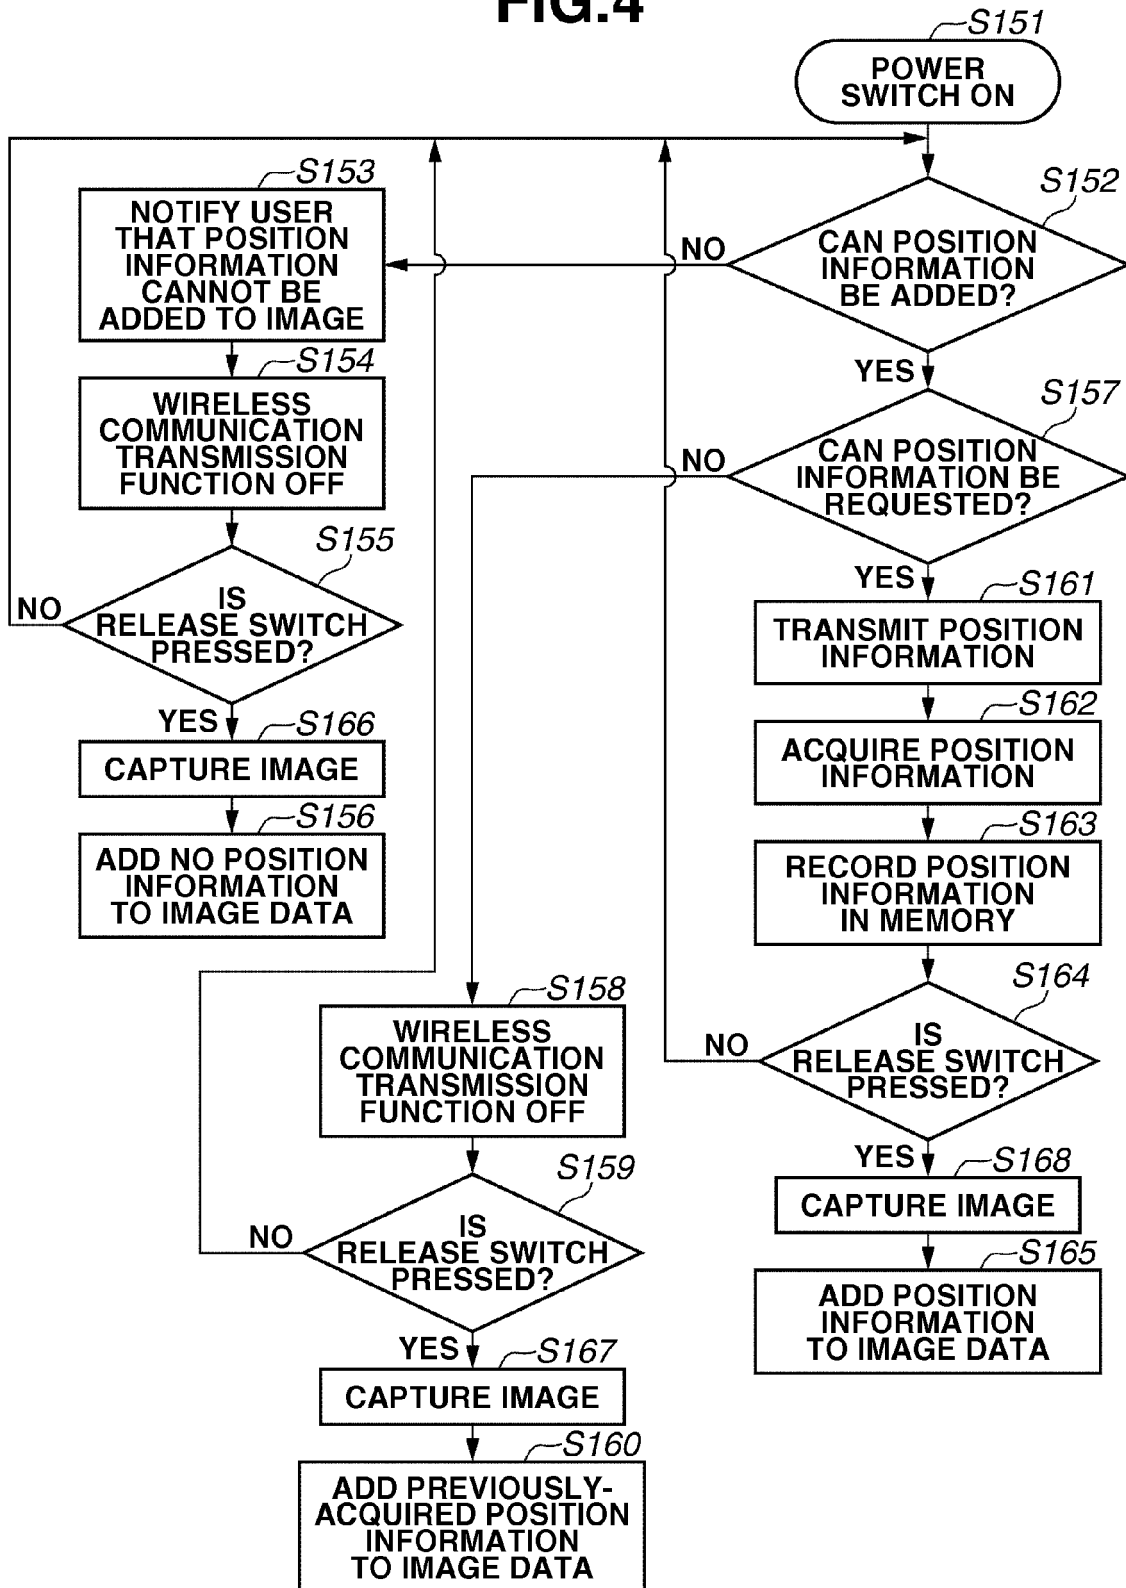 FIG.4
S151
POWER
SWITCH ON
S152
CAN POSITION
INFORMATION
BE ADDED?
NO
YES
S153
NOTIFY USER
THAT POSITION
INFORMATION
CANNOT BE
ADDED TO IMAGE
S154
WIRELESS
COMMUNICATION
TRANSMISSION
FUNCTION OFF
S155
IS
RELEASE SWITCH
PRESSED?
NO
YES
S166
CAPTURE IMAGE
S156
ADD NO POSITION
INFORMATION
TO IMAGE DATA
S157
CAN POSITION
INFORMATION BE
REQUESTED?
NO
YES
S158
WIRELESS
COMMUNICATION
TRANSMISSION
FUNCTION OFF
S159
IS
RELEASE SWITCH
PRESSED?
NO
YES
S167
CAPTURE IMAGE
S160
ADD PREVIOUSLY-
ACQUIRED POSITION
INFORMATION
TO IMAGE DATA
S161
TRANSMIT POSITION
INFORMATION
S162
ACQUIRE POSITION
INFORMATION
S163
RECORD POSITION
INFORMATION
IN MEMORY
S164
IS
RELEASE SWITCH
PRESSED?
NO
YES
S168
CAPTURE IMAGE
S165
ADD POSITION
INFORMATION
TO IMAGE DATA